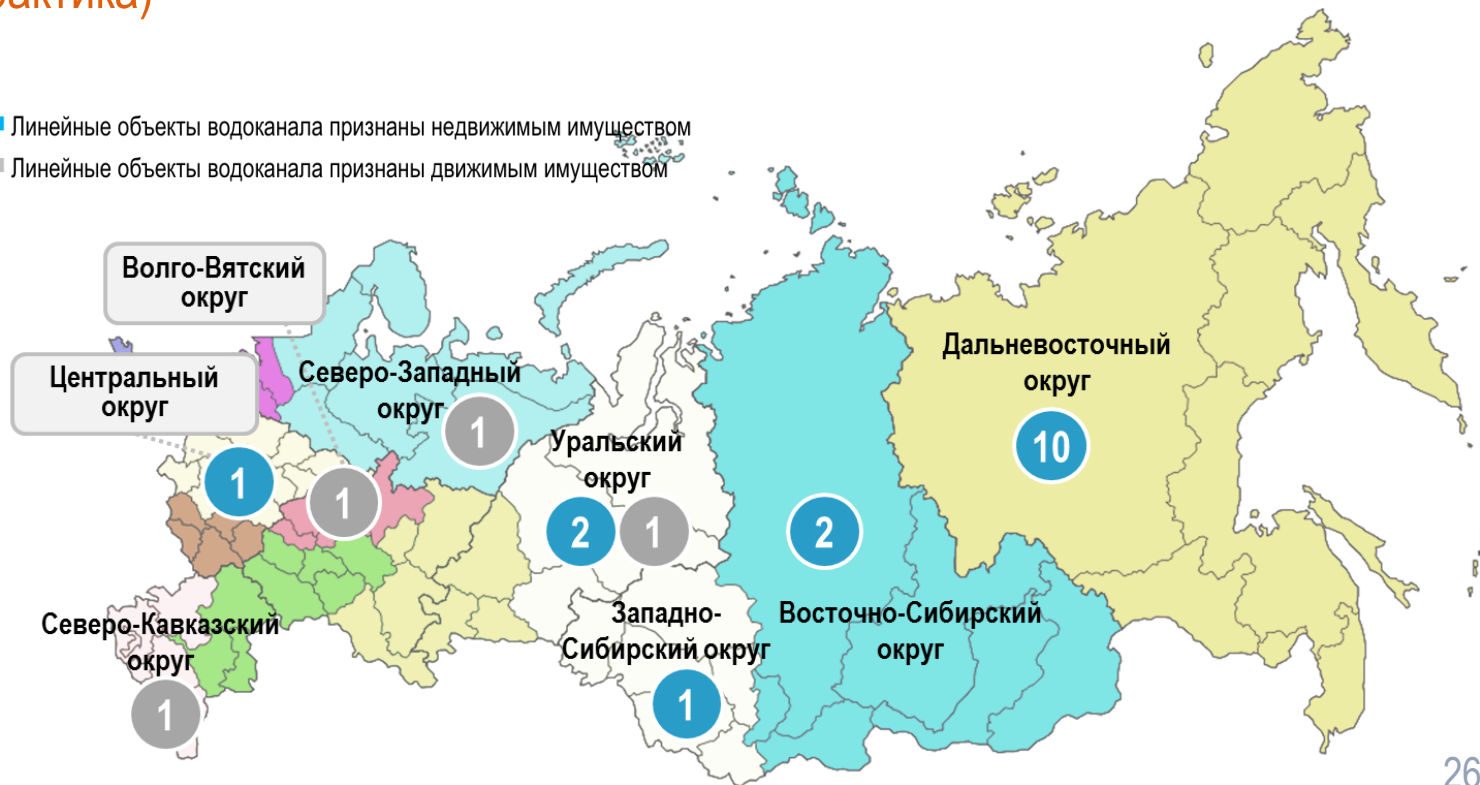 рактика)
Линейные объекты водоканала признаны недвижимым имуществом
Линейные объекты водоканала признаны движимым имуществом
Волго-Вятский
округ
Центральный
округ
Северо-Западный
округ
1
Уральский
округ
2
1
Дальневосточный
округ
10
1
1
2
Северо-Кавказский
округ
1
Западно-
Сибирский округ
1
Восточно-Сибирский
округ
26